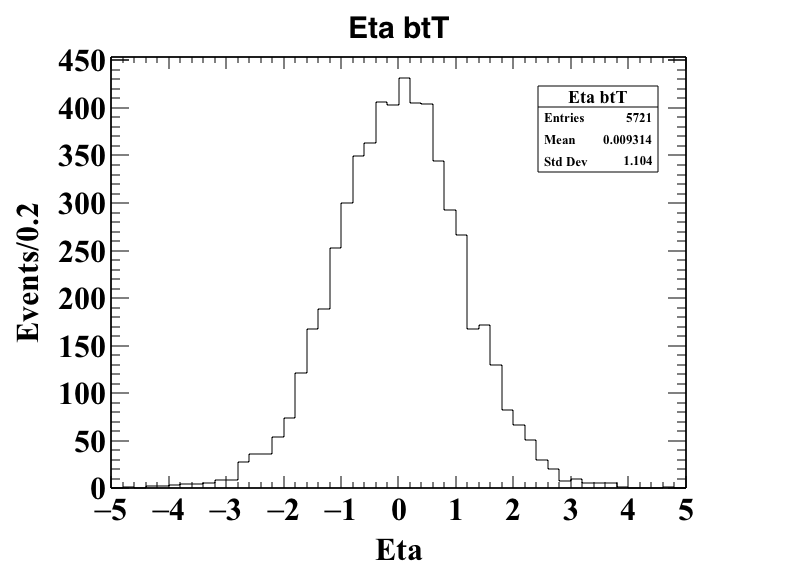 Eta btT
450
400
350
300
250
200
150
100
50
0
Events/0.2
Eta btT
Entries 5721
Mean 0.009314
Std Dev 1.104
−5 −4 −3 −2 −1 0 1 2 3 4 5
Eta